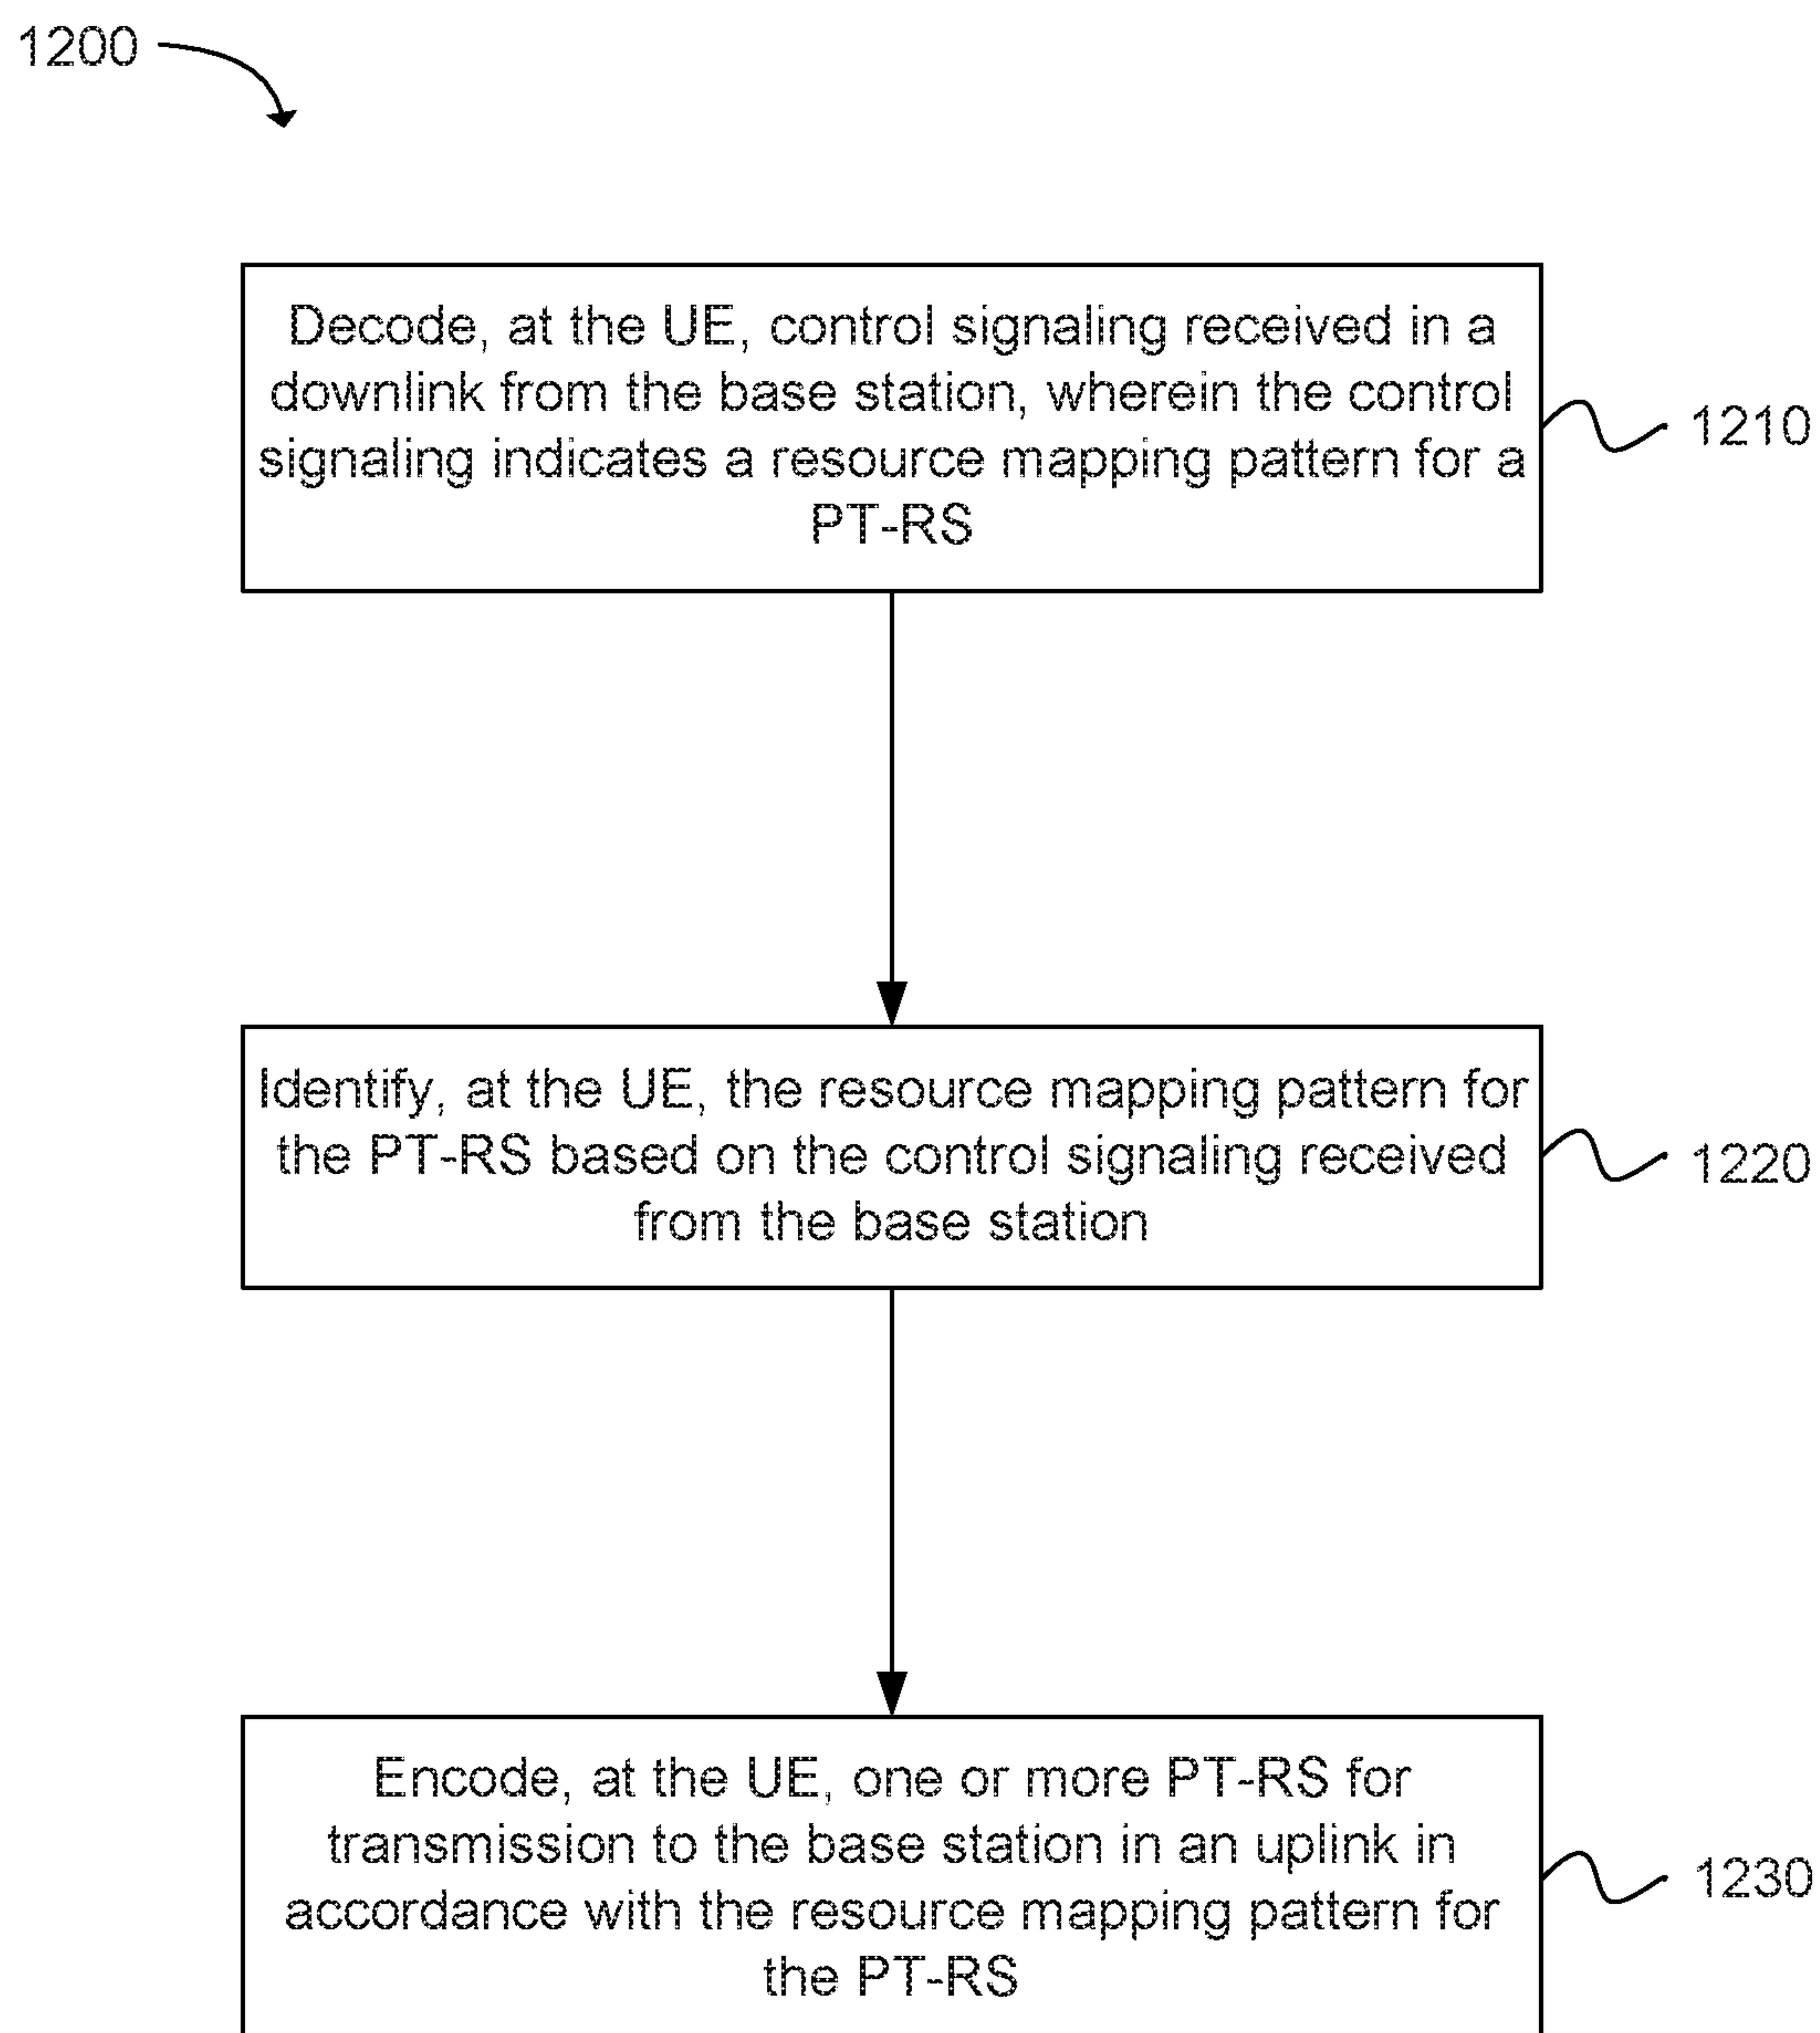 1200
Decode, at the UE, control signaling received in a
downlink from the base station, wherein the control
signaling indicates a resource mapping pattern for a
PT-RS
1210
Identify, at the UE, the resource mapping pattern for
the PT-RS based on the control signaling received
from the base station
1220
Encode, at the UE, one or more PT-RS for
transmission to the base station in an uplink in
accordance with the resource mapping pattern for
the PT-RS
1230